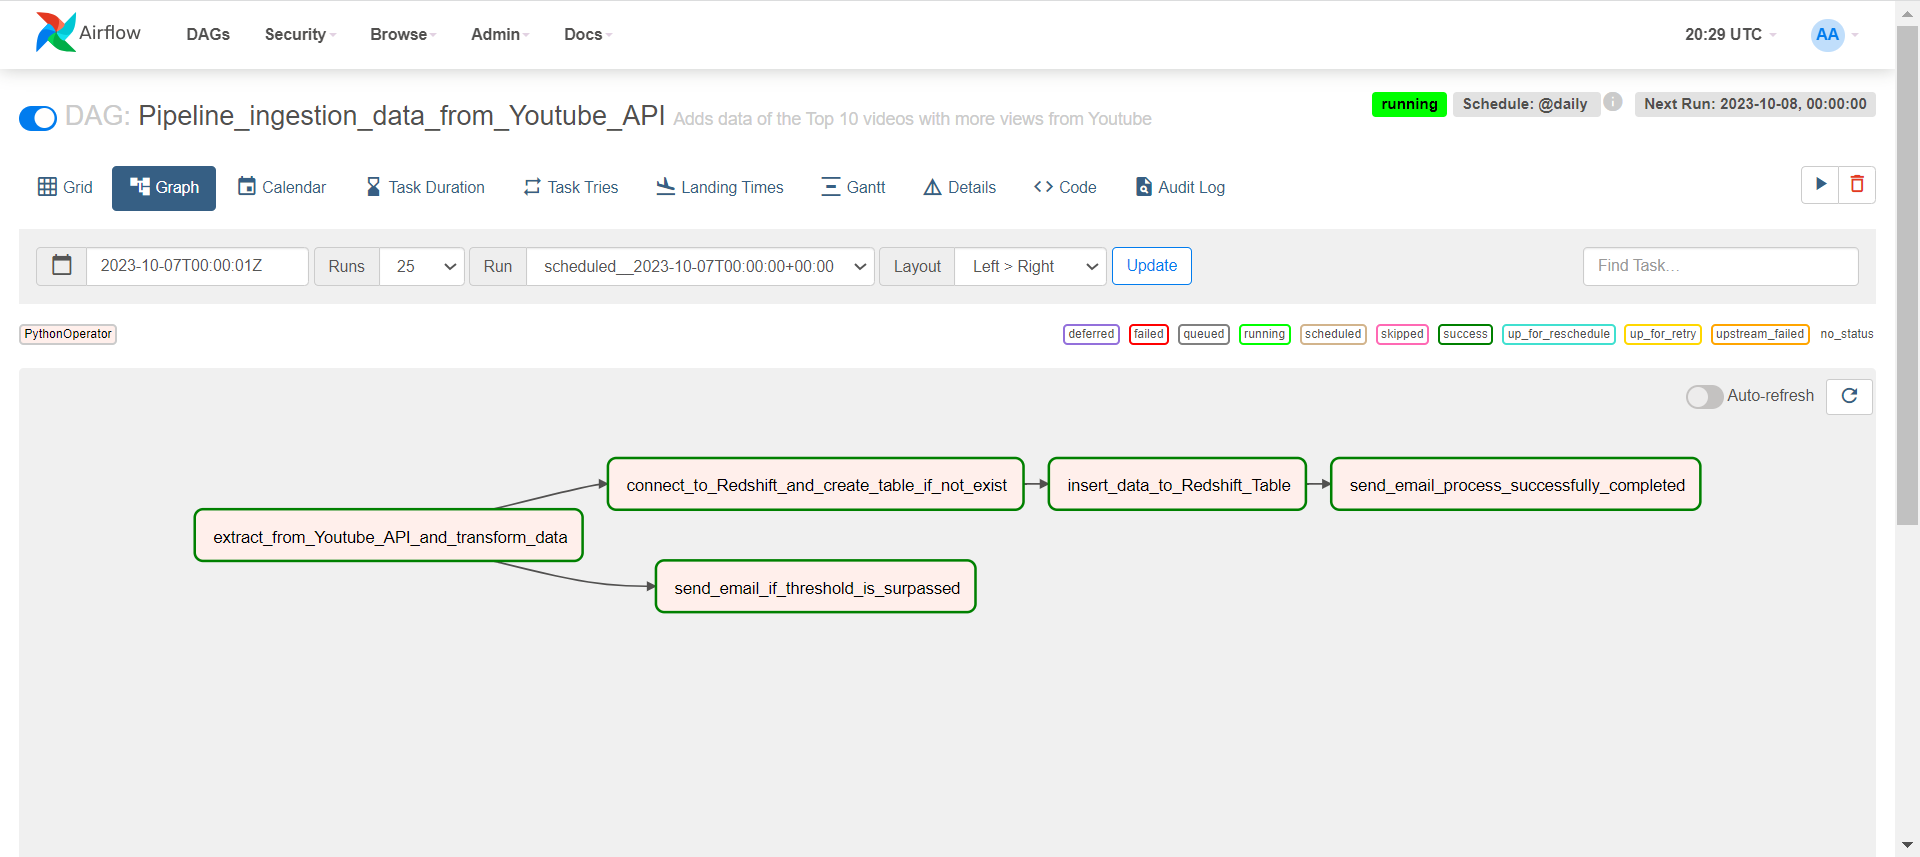 Airflow DAGs Security Browse Admin Docs 20:29 UTC AA
DAG: Pipeline_ingestion_data_from_Youtube_API Adds data of the Top 10 videos with more views from Youtube
running Schedule: @daily i Next Run: 2023-10-08, 00:00:00
Grid Graph Calendar Task Duration Task Tries Landing Times Gantt Details <> Code Audit Log
2023-10-07T00:00:01Z Runs 25 Run scheduled__2023-10-07T00:00:00+00:00 Layout Left > Right Update Find Task...
PythonOperator deferred failed queued running scheduled skipped success up_for_reschedule up_for_retry upstream_failed no_status
Auto-refresh
connect_to_Redshift_and_create_table_if_not_exist insert_data_to_Redshift_Table send_email_process_successfully_completed
extract_from_Youtube_API_and_transform_data
send_email_if_threshold_is_surpassed